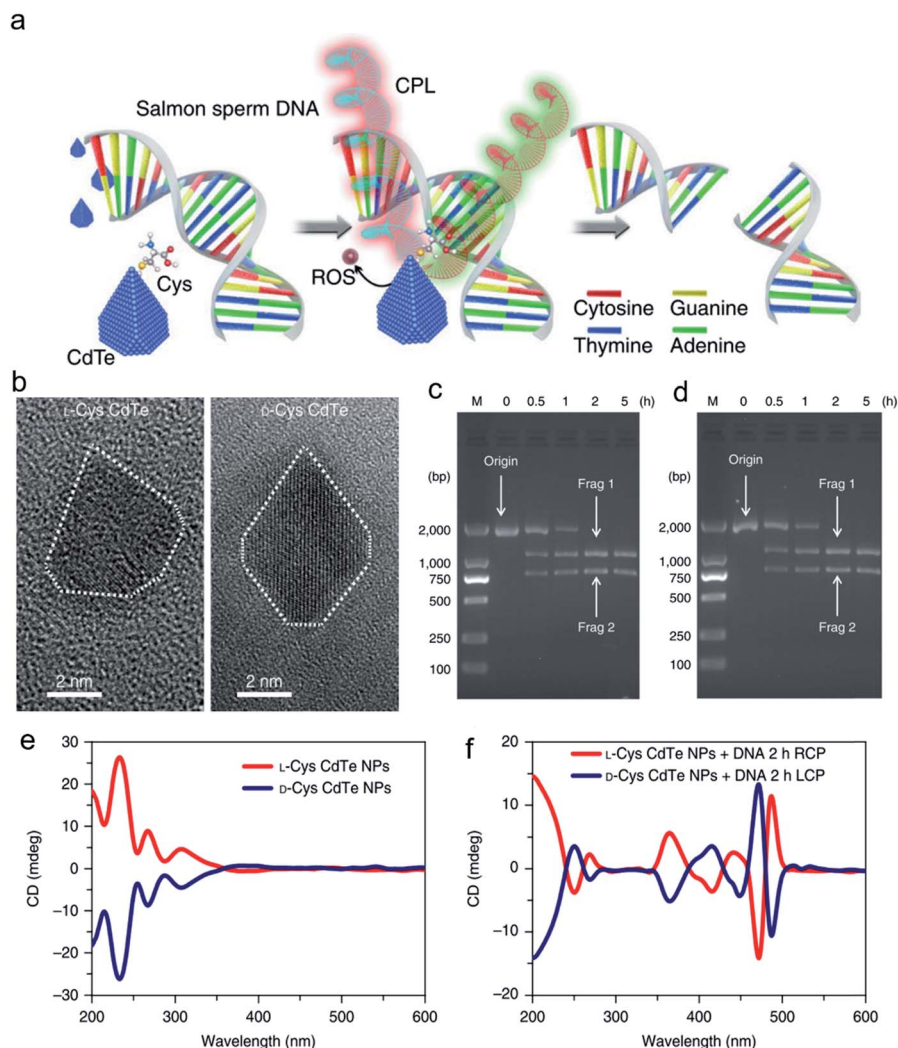 a
Salmon sperm DNA
CPL
Cys
ROS
CdTe
Cytosine
Guanine
Thymine
Adenine
b
L-Cys CdTe
D-Cys CdTe
2 nm
2 nm
c
M 0 0.5 1 2 5 (h)
(bp)
Origin
Frag 1
2,000
1,000
750
500
Frag 2
250
100
d
M 0 0.5 1 2 5 (h)
(bp)
Origin
Frag 1
2,000
1,000
750
500
Frag 2
250
100
e
30
20
10
0
–10
–20
–30
CD (mdeg)
L-Cys CdTe NPs
D-Cys CdTe NPs
200 300 400 500 600
Wavelength (nm)
f
20
10
0
–10
–20
CD (mdeg)
L-Cys CdTe NPs + DNA 2 h RCP
D-Cys CdTe NPs + DNA 2 h LCP
200 300 400 500 600
Wavelength (nm)